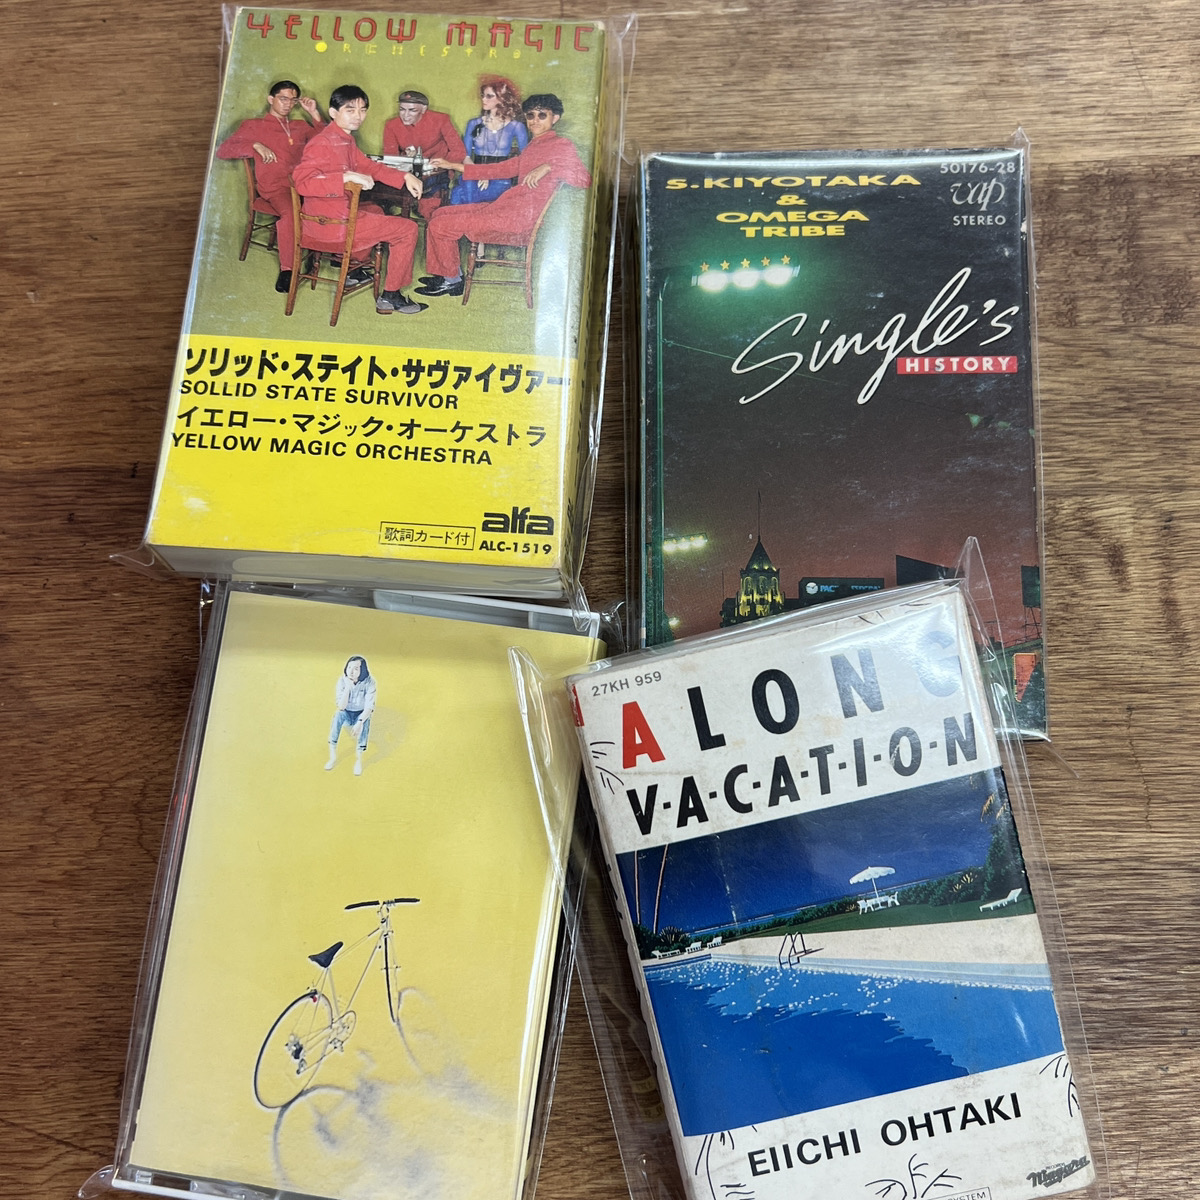 YELLOW MAGIC
ORCHESTRA
ソリッド・ステイト・サヴァイヴァー
SOLLID STATE SURVIVOR
イエロー・マジック・オーケストラ
YELLOW MAGIC ORCHESTRA
歌詞カード付
alfa
ALC-1519
50176-28
vap
STEREO
S.KIYOTAKA
&
OMEGA
TRIBE
Single's
HISTORY
27KH 959
A LONG
V·A·C·A·T·I·O·N
EIICHI OHTAKI
Niagara